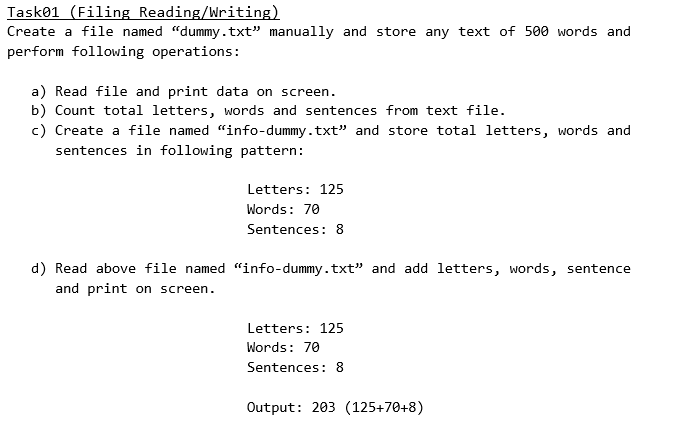 Task01 (Filing Reading/Writing)
Create a file named “dummy.txt” manually and store any text of 500 words and
perform following operations:
a) Read file and print data on screen.
b) Count total letters, words and sentences from text file.
c) Create a file named “info-dummy.txt” and store total letters, words and
sentences in following pattern:
Letters: 125
Words: 70
Sentences: 8
d) Read above file named “info-dummy.txt” and add letters, words, sentence
and print on screen.
Letters: 125
Words: 70
Sentences: 8
Output: 203 (125+70+8)